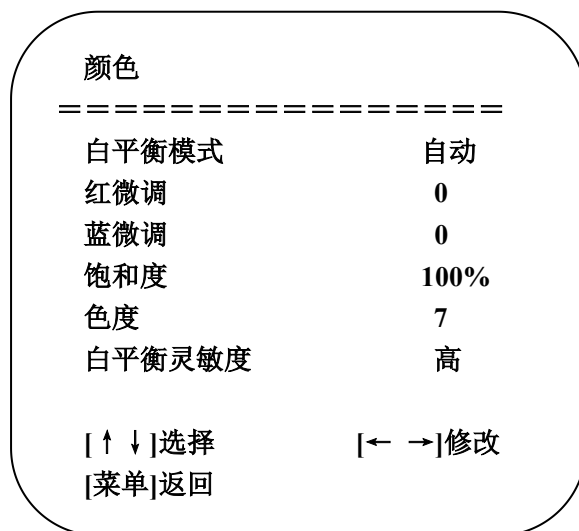 颜色
=================
白平衡模式 自动
红微调 0
蓝微调 0
饱和度 100%
色度 7
白平衡灵敏度 高
[↑↓]选择 [← →]修改
[菜单]返回